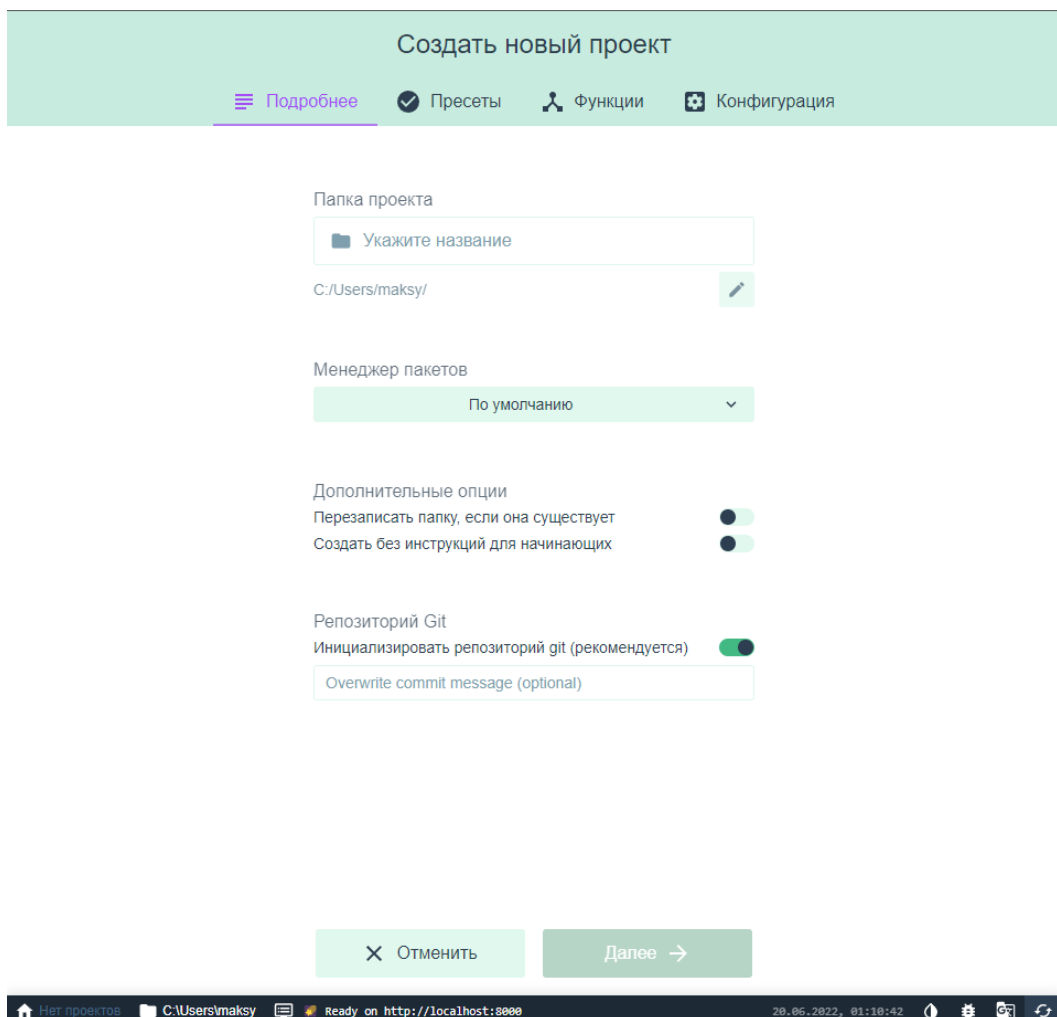 Создать новый проект
Подробнее Пресеты Функции Конфигурация
Папка проекта
Укажите название
C:/Users/maksy/
Менеджер пакетов
По умолчанию
Дополнительные опции
Перезаписать папку, если она существует
Создать без инструкций для начинающих
Репозиторий Git
Инициализировать репозиторий git (рекомендуется)
Overwrite commit message (optional)
Отменить Далее
Нет проектов C:\Users\maksy Ready on http://localhost:8000 20.06.2022, 01:10:42